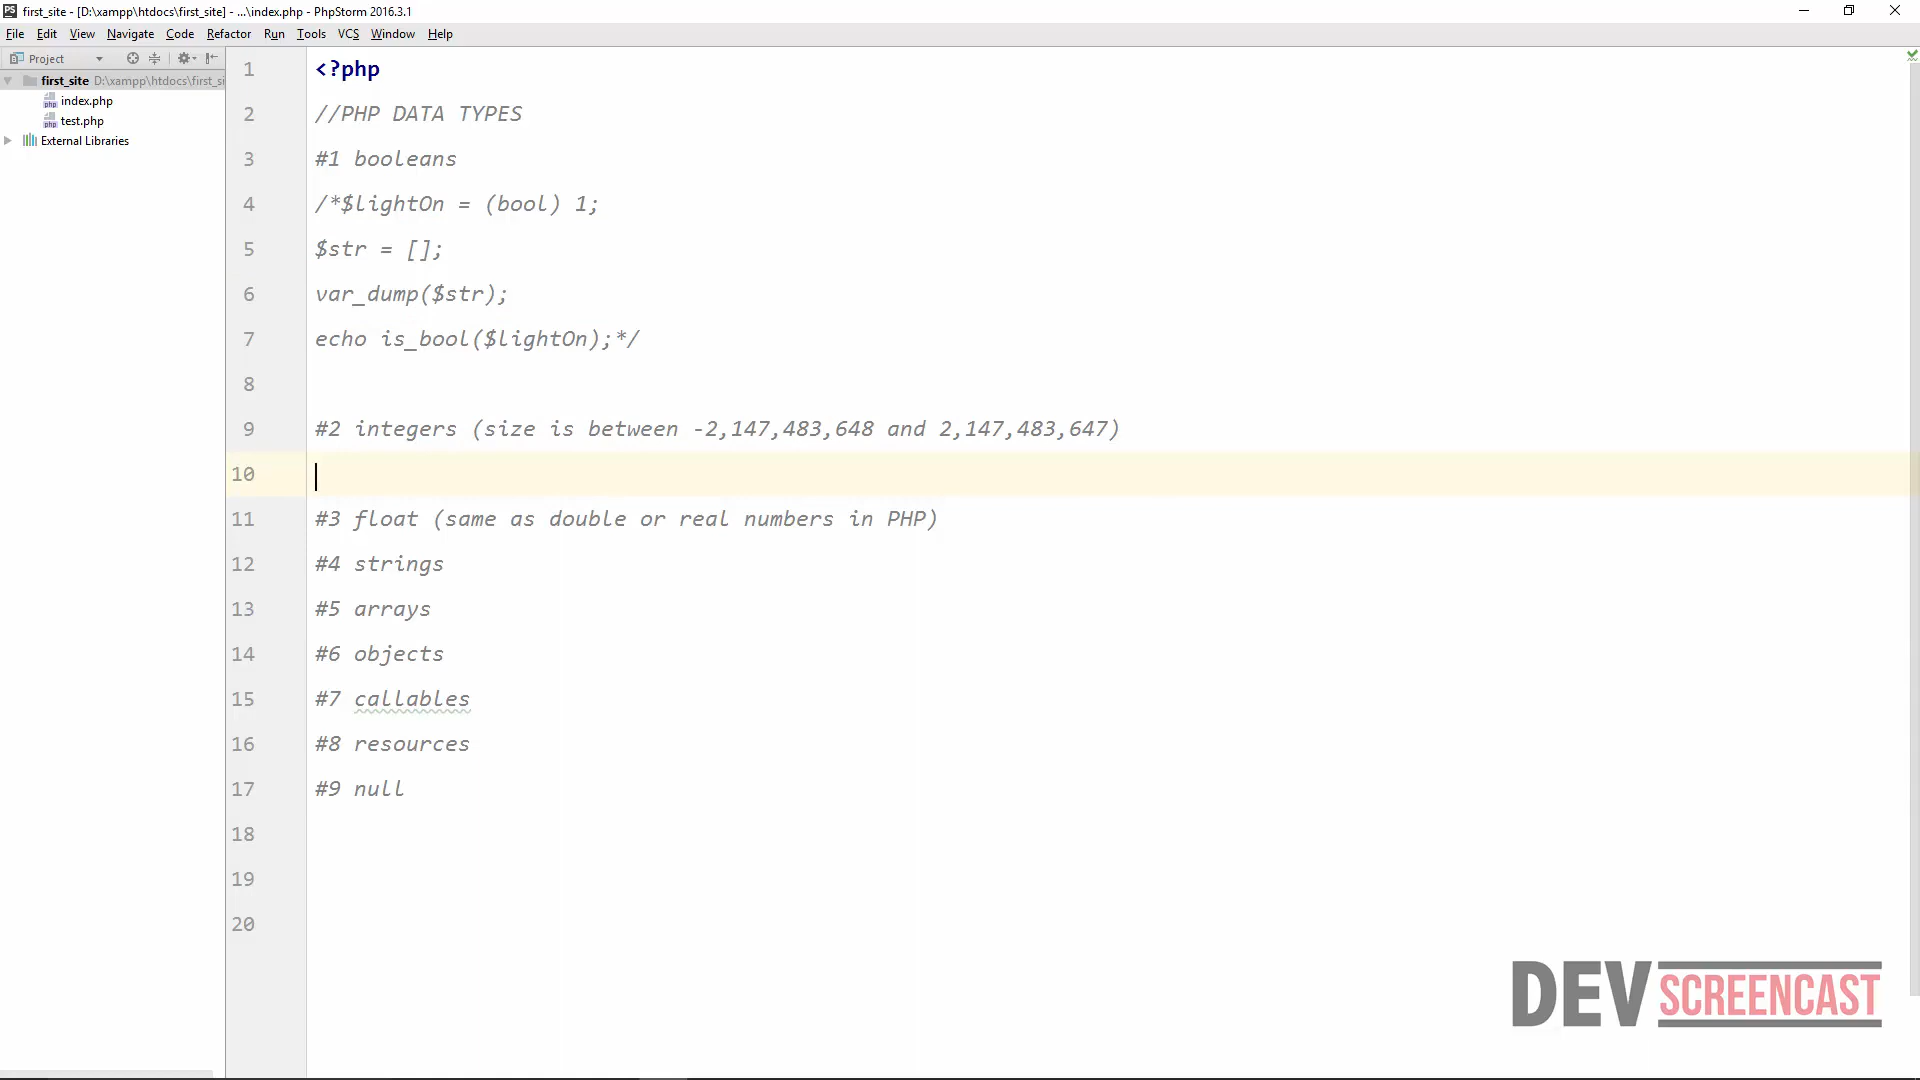 first_site - [D:\xampp\htdocs\first_site] - ...\index.php - PhpStorm 2016.3.1
File Edit View Navigate Code Refactor Run Tools VCS Window Help
Project
first_site D:\xampp\htdocs\first_si
index.php
test.php
External Libraries
1 <?php
2 //PHP DATA TYPES
3 #1 booleans
4 /*$lightOn = (bool) 1;
5 $str = [];
6 var_dump($str);
7 echo is_bool($lightOn);*/
8
9 #2 integers (size is between -2,147,483,648 and 2,147,483,647)
10
11 #3 float (same as double or real numbers in PHP)
12 #4 strings
13 #5 arrays
14 #6 objects
15 #7 callables
16 #8 resources
17 #9 null
18
19
20
DEVSCREENCAST